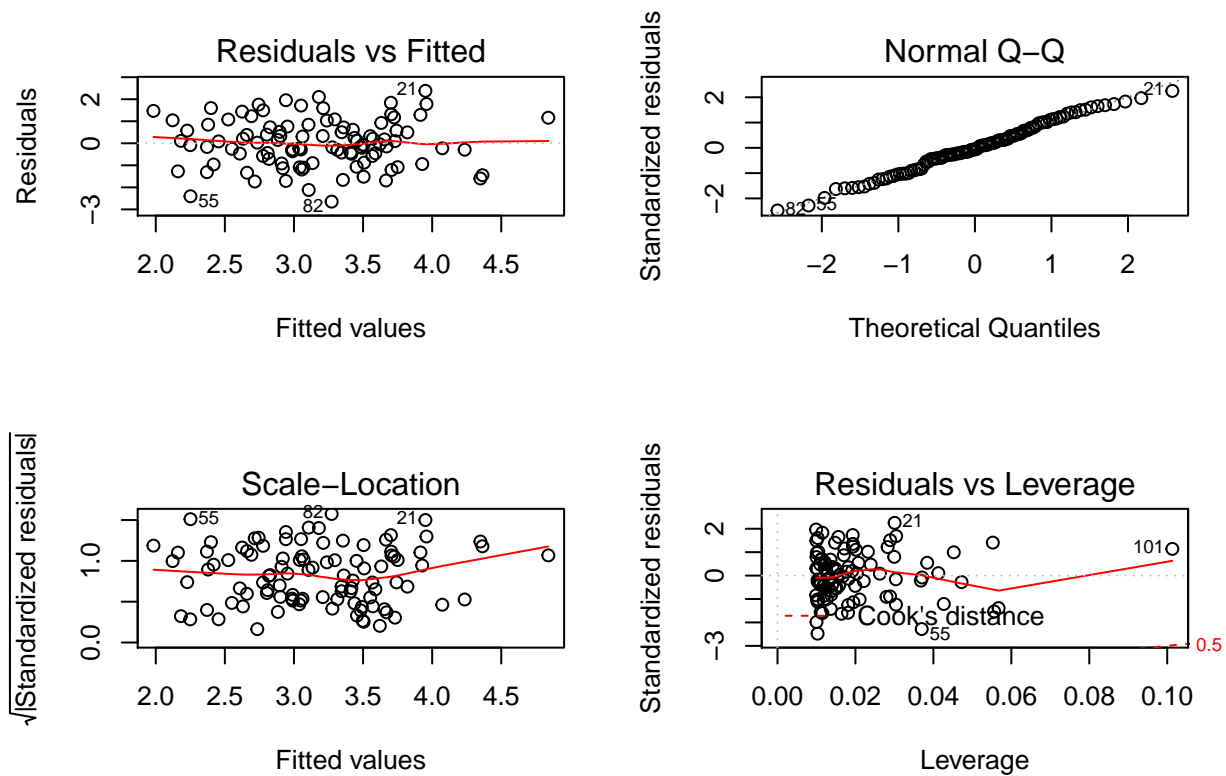 Residuals vs Fitted
Residuals
2
0
−3
21
55
82
2.0 2.5 3.0 3.5 4.0 4.5
Fitted values
Normal Q−Q
Standardized residuals
2
0
−2
21
82
55
−2 −1 0 1 2
Theoretical Quantiles
Scale−Location
√|Standardized residuals|
1.0
0.0
55
82
21
2.0 2.5 3.0 3.5 4.0 4.5
Fitted values
Residuals vs Leverage
Standardized residuals
2
0
−3
21
101
Cook's distance
55
0.5
0.00 0.02 0.04 0.06 0.08 0.10
Leverage